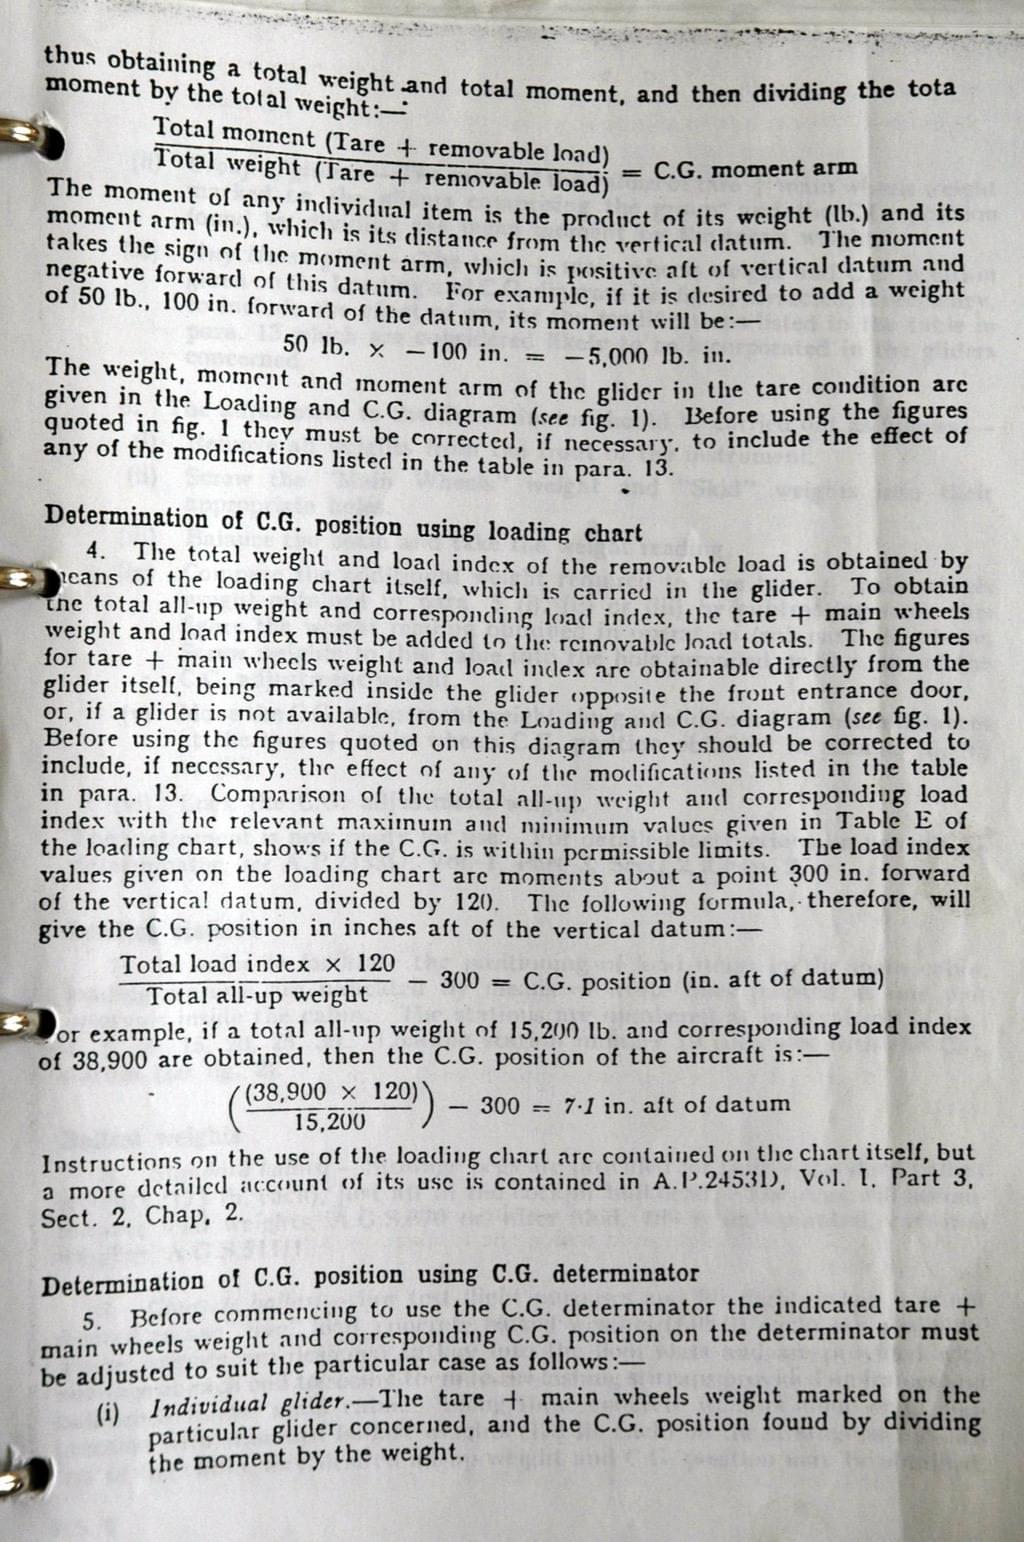 thus obtaining a total weight and total moment, and then dividing the tota
moment by the total weight:—
Total moment (Tare + removable load)
Total weight (Tare + removable load) = C.G. moment arm
The moment of any individual item is the product of its weight (lb.) and its
moment arm (in.), which is its distance from the vertical datum. The moment
takes the sign of the moment arm, which is positive aft of vertical datum and
negative forward of this datum. For example, if it is desired to add a weight
of 50 lb., 100 in. forward of the datum, its moment will be:—
50 lb. × —100 in. = —5,000 lb. in.
The weight, moment and moment arm of the glider in the tare condition are
given in the Loading and C.G. diagram (see fig. 1). Before using the figures
quoted in fig. 1 they must be corrected, if necessary, to include the effect of
any of the modifications listed in the table in para. 13.
Determination of C.G. position using loading chart
4. The total weight and load index of the removable load is obtained by
eans of the loading chart itself, which is carried in the glider. To obtain
the total all-up weight and corresponding load index, the tare + main wheels
weight and load index must be added to the removable load totals. The figures
for tare + main wheels weight and load index are obtainable directly from the
glider itself, being marked inside the glider opposite the front entrance door,
or, if a glider is not available, from the Loading and C.G. diagram (see fig. 1).
Before using the figures quoted on this diagram they should be corrected to
include, if necessary, the effect of any of the modifications listed in the table
in para. 13. Comparison of the total all-up weight and corresponding load
index with the relevant maximum and minimum values given in Table E of
the loading chart, shows if the C.G. is within permissible limits. The load index
values given on the loading chart are moments about a point 300 in. forward
of the vertical datum, divided by 120. The following formula, therefore, will
give the C.G. position in inches aft of the vertical datum:—
Total load index × 120
Total all-up weight — 300 = C.G. position (in. aft of datum)
or example, if a total all-up weight of 15,200 lb. and corresponding load index
of 38,900 are obtained, then the C.G. position of the aircraft is:—
((38,900 × 120)
15,200) — 300 = 7·1 in. aft of datum
Instructions on the use of the loading chart are contained on the chart itself, but
a more detailed account of its use is contained in A.P.2453D, Vol. I, Part 3,
Sect. 2, Chap. 2.
Determination of C.G. position using C.G. determinator
5. Before commencing to use the C.G. determinator the indicated tare +
main wheels weight and corresponding C.G. position on the determinator must
be adjusted to suit the particular case as follows:—
(i) Individual glider.—The tare + main wheels weight marked on the
particular glider concerned, and the C.G. position found by dividing
the moment by the weight.